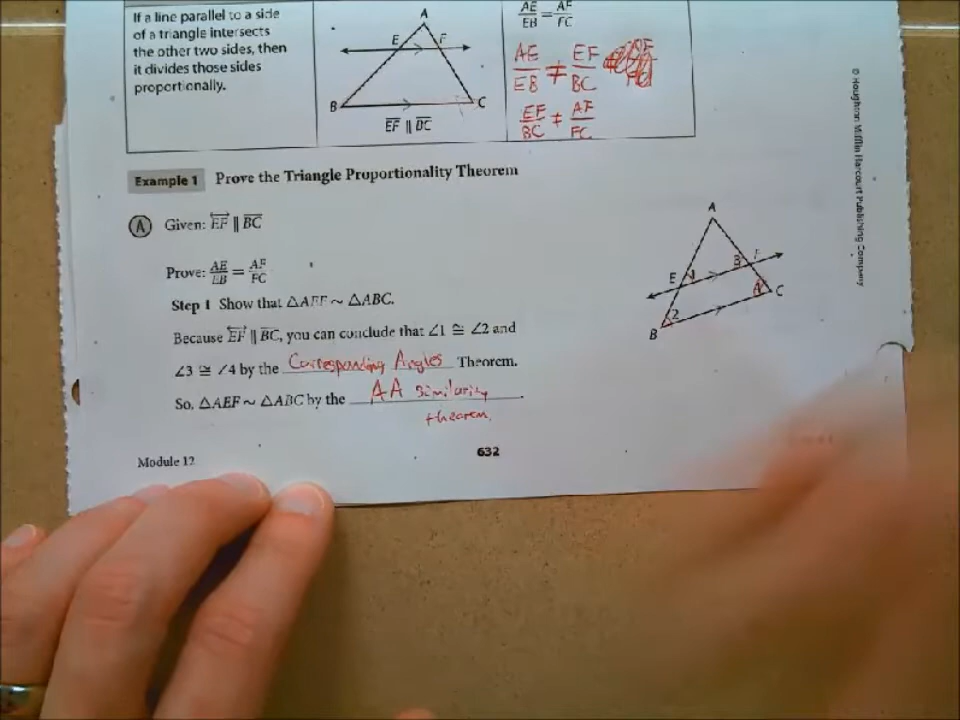 If a line parallel to a side
of a triangle intersects
the other two sides, then
it divides those sides
proportionally.
A
E F
B C
EF ∥ BC
AE/EB = AF/FC
AE/EB ≠ EF/BC
EF/BC ≠ AF/FC
© Houghton Mifflin Harcourt Publishing Company
Example 1 Prove the Triangle Proportionality Theorem
A Given: EF ∥ BC
Prove: AE/EB = AF/FC
Step 1 Show that △AEF ~ △ABC.
Because EF ∥ BC, you can conclude that ∠1 ≅ ∠2 and
∠3 ≅ ∠4 by the Corresponding Angles Theorem.
So, △AEF ~ △ABC by the AA Similarity
theorem.
A
3 F
E 1
4 C
2
B
Module 12
632